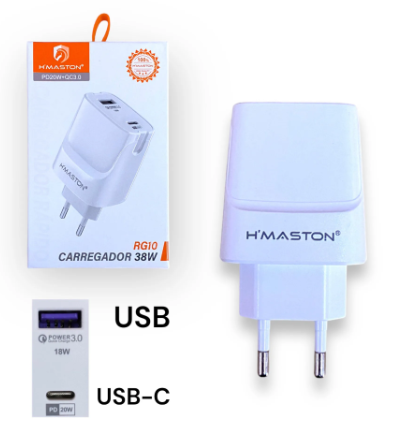 H'MASTON
PD20W+QC3.0
H'MASTON®
RG10
CARREGADOR 38W
H'MASTON®
USB
POWER 3.0
18W
USB-C
PD 20W